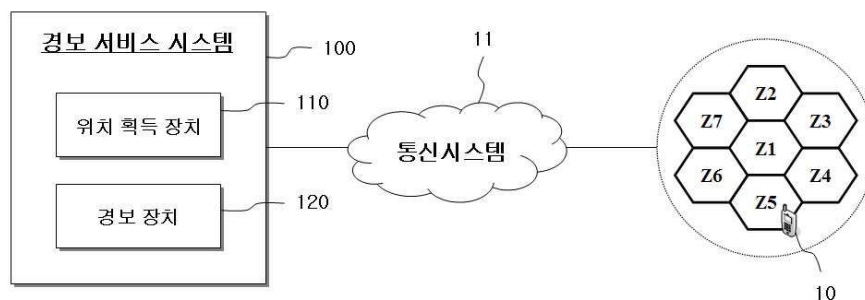 경보 서비스 시스템
100
위치 획득 장치
110
경보 장치
120
11
통신시스템
Z2
Z7
Z3
Z1
Z6
Z4
Z5
10